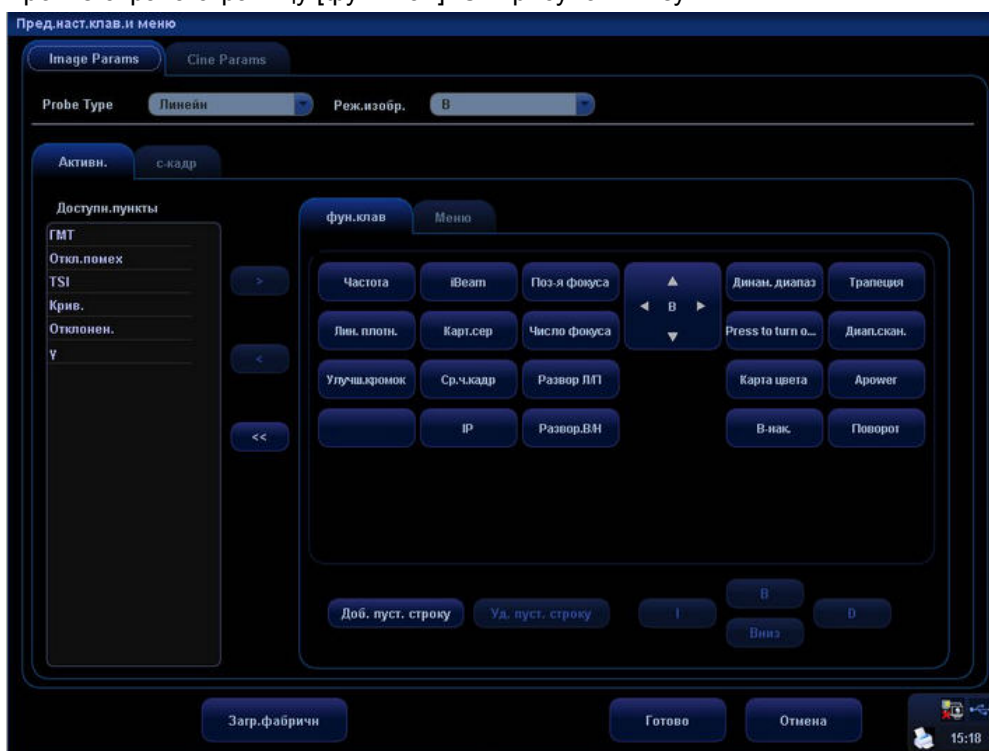 Пред.наст.клав.и меню
Image Params Cine Params
Probe Type Линейн Реж.изобр. B
Активн. с-кадр
Доступн.пункты
фун.клав Меню
ГМТ
Откл.помех
TSI
Крив.
Отклонен.
γ
> < <<
Частота iBeam Поз-я фокуса B Динам. диапаз Трапеция
Лин. плотн. Карт.сер Число фокуса Press to turn o... Диап.скан.
Улучш.кромок Ср.ч.кадр Развор Л/П Карта цвета Apower
IP Развор.В/Н В-нак. Поворот
Доб. пуст. строку Уд. пуст. строку I B D
Вниз
Загр.фабричн Готово Отмена
15:18